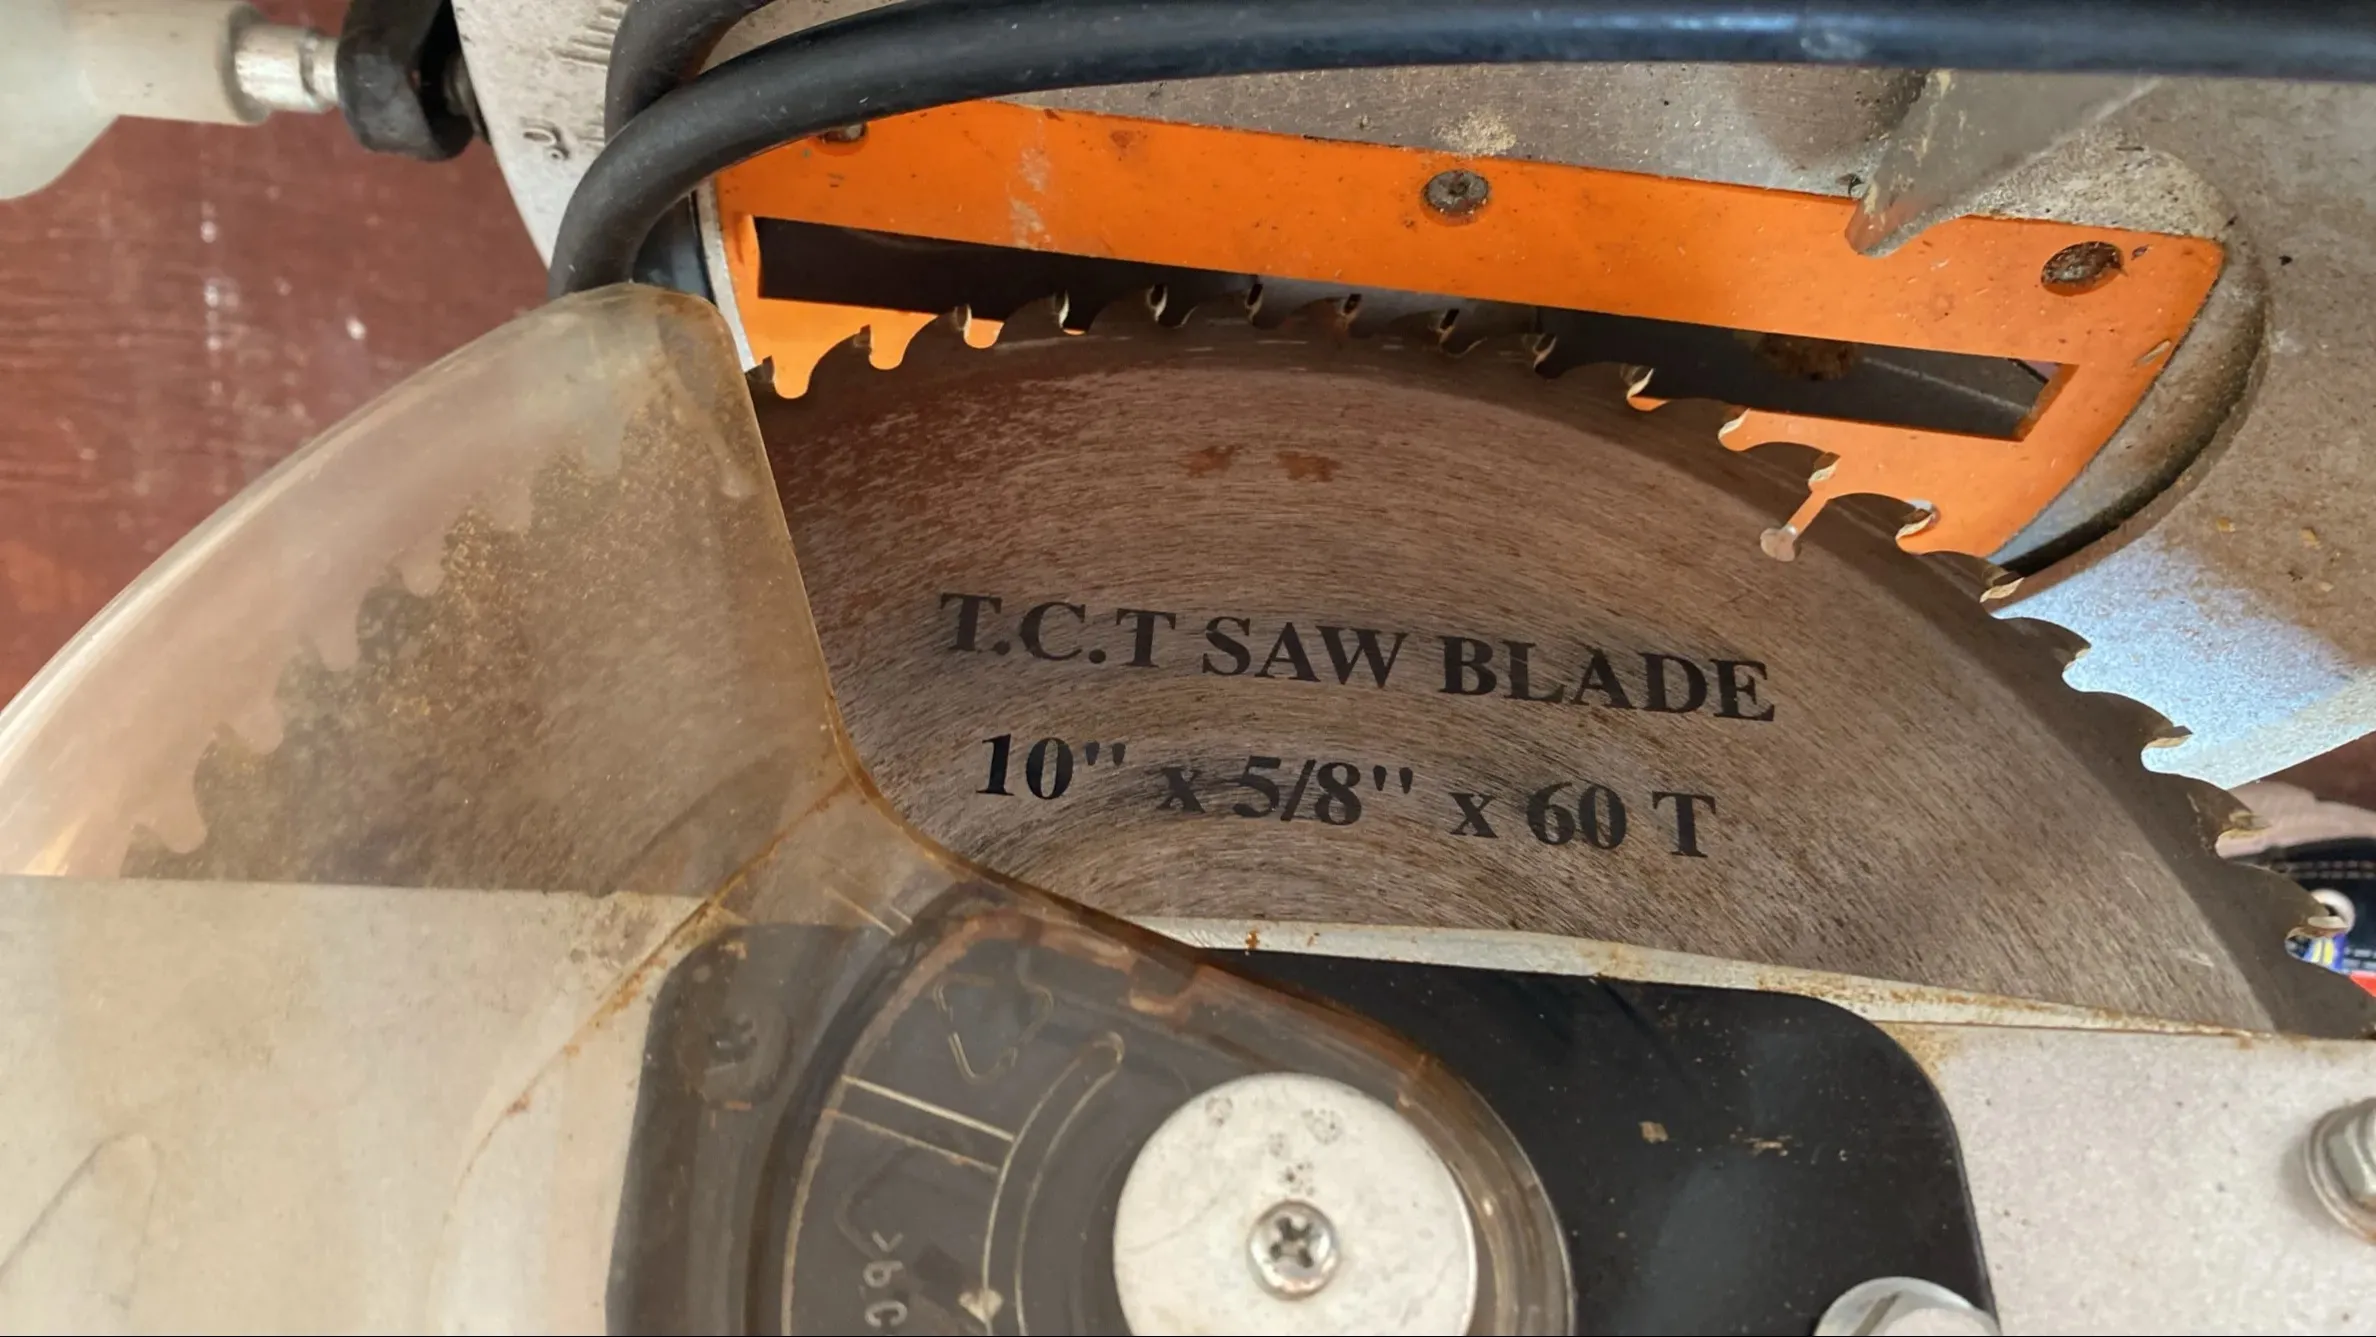 T.C.T SAW BLADE
10" x 5/8" x 60 T